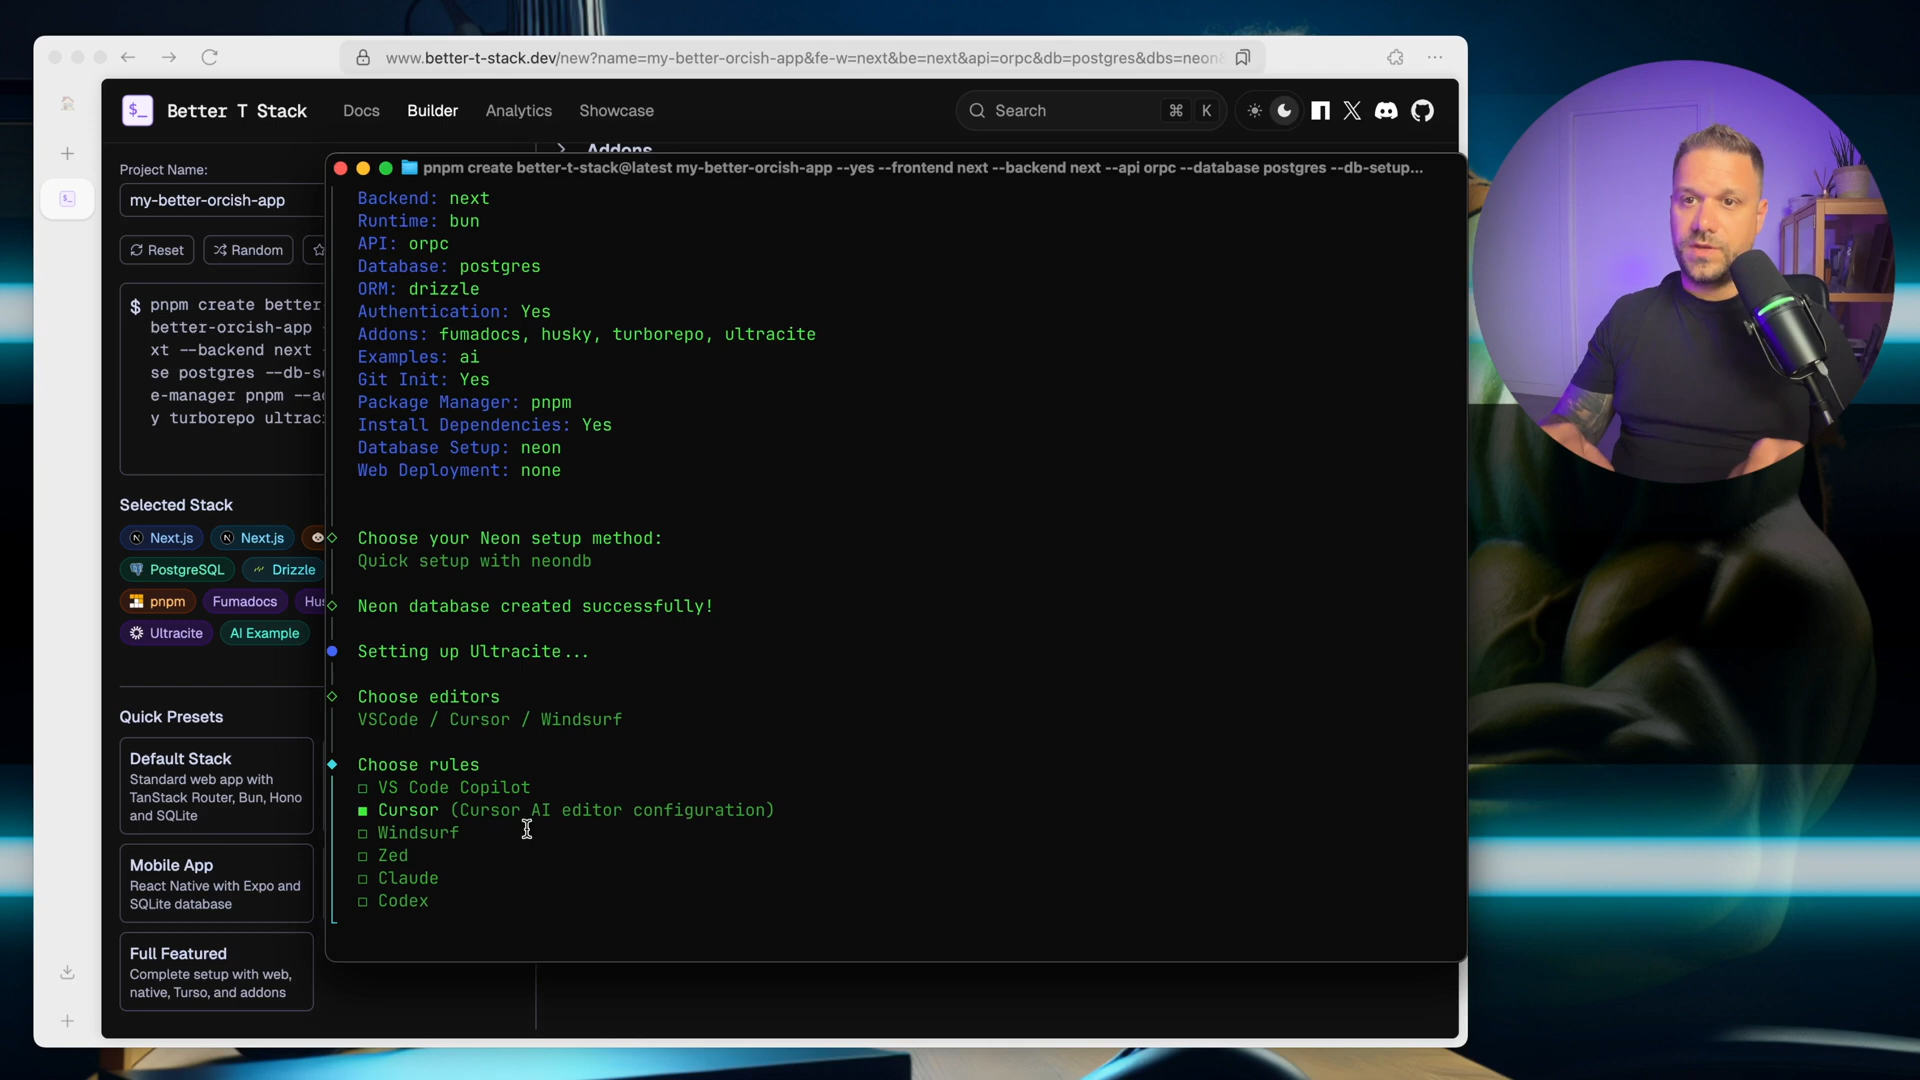 www.better-t-stack.dev/new?name=my-better-orcish-app&fe-w=next&be=next&api=orpc&db=postgres&dbs=neon&
$_ Better T Stack
Docs
Builder
Analytics
Showcase
Search
⌘ K
Project Name:
my-better-orcish-app
Reset
Random
$ pnpm create better-
better-orcish-app
xt --backend next
se postgres --db-s
e-manager pnpm --a
y turborepo ultrac
Selected Stack
Next.js
Next.js
PostgreSQL
Drizzle
pnpm
Fumadocs
Ultracite
AI Example
Quick Presets
Default Stack
Standard web app with
TanStack Router, Bun, Hono
and SQLite
Mobile App
React Native with Expo and
SQLite database
Full Featured
Complete setup with web,
native, Turso, and addons
Addons
pnpm create better-t-stack@latest my-better-orcish-app --yes --frontend next --backend next --api orpc --database postgres --db-setup...
Backend: next
Runtime: bun
API: orpc
Database: postgres
ORM: drizzle
Authentication: Yes
Addons: fumadocs, husky, turborepo, ultracite
Examples: ai
Git Init: Yes
Package Manager: pnpm
Install Dependencies: Yes
Database Setup: neon
Web Deployment: none
Choose your Neon setup method:
Quick setup with neondb
Neon database created successfully!
Setting up Ultracite...
Choose editors
VSCode / Cursor / Windsurf
Choose rules
VS Code Copilot
Cursor (Cursor AI editor configuration)
Windsurf
Zed
Claude
Codex